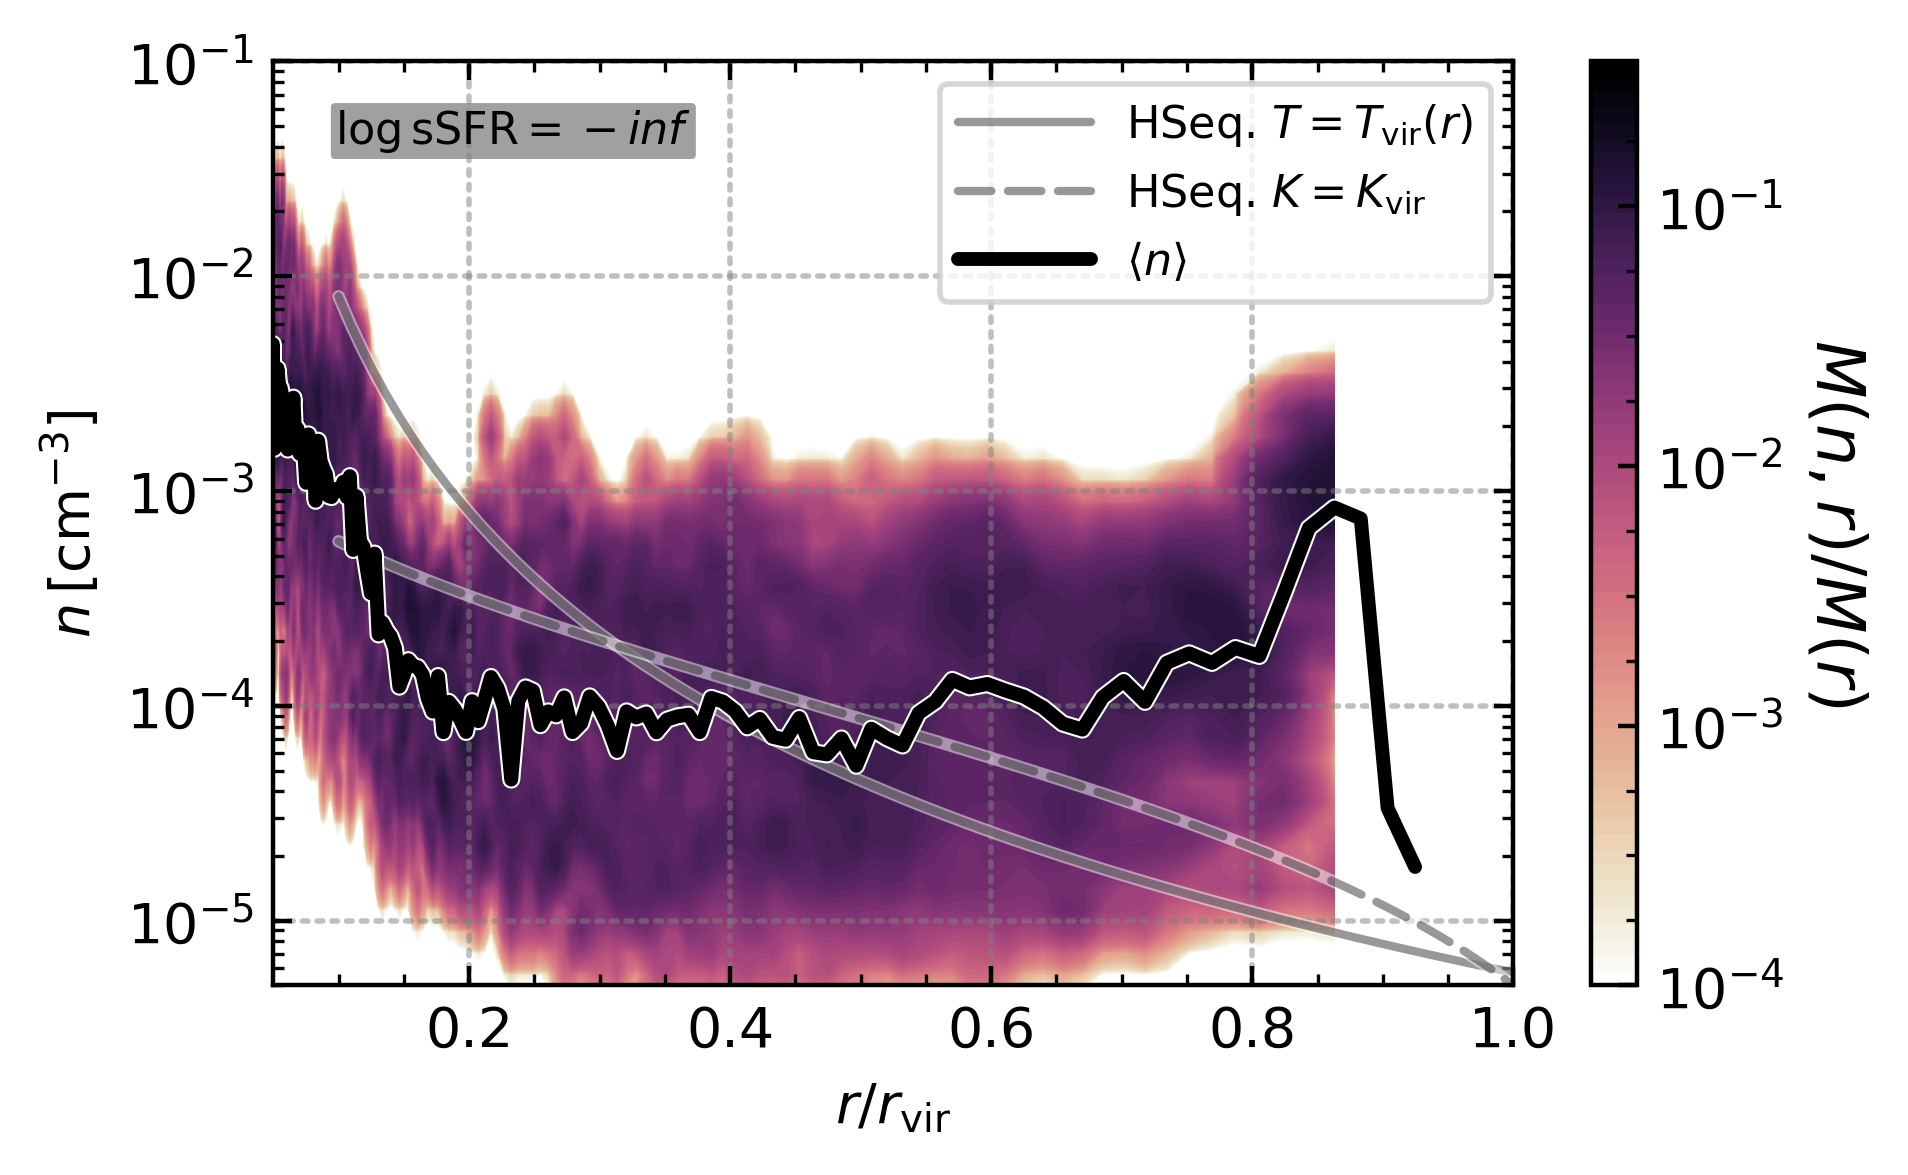 log sSFR = −inf
HSeq. T = T_vir(r)
HSeq. K = K_vir
⟨n⟩
10⁻¹
10⁻²
10⁻³
10⁻⁴
10⁻⁵
n [cm⁻³]
0.2 0.4 0.6 0.8 1.0
r/r_vir
10⁻¹
10⁻²
10⁻³
10⁻⁴
M(n, r)/M(r)